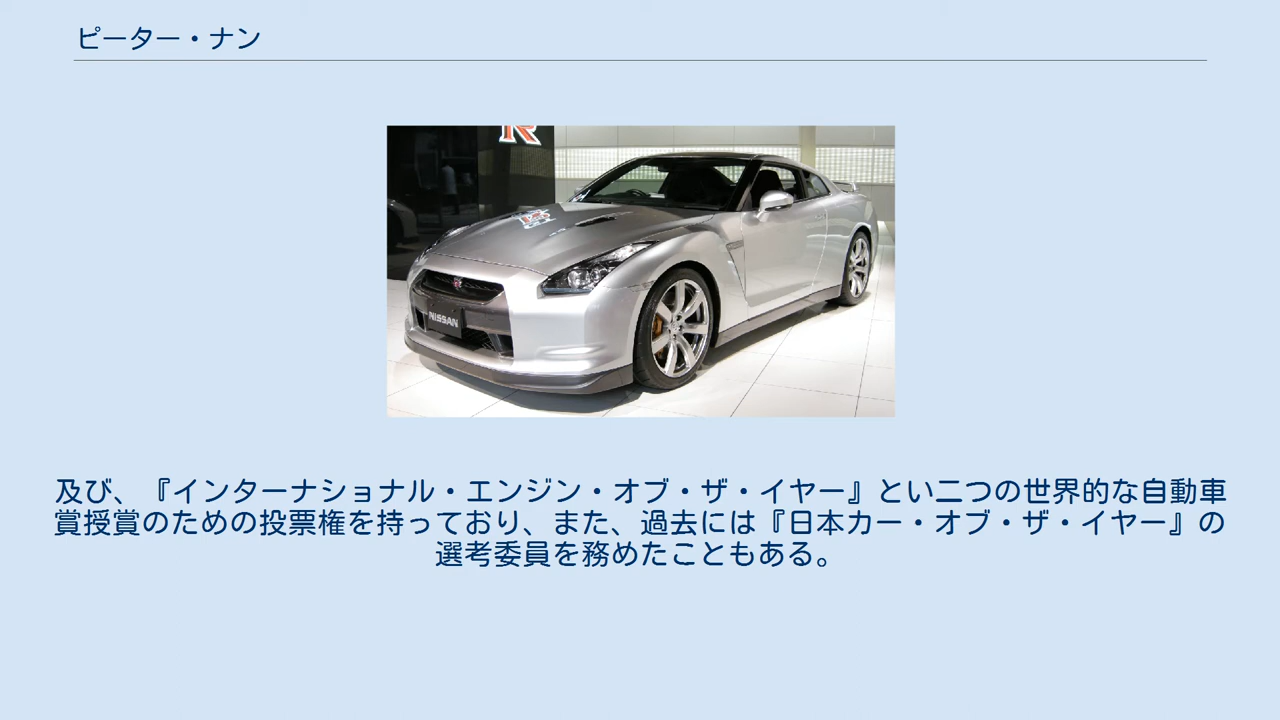 ピーター・ナン
R
NISSAN
及び、『インターナショナル・エンジン・オブ・ザ・イヤー』とい二つの世界的な自動車
賞授賞のための投票権を持っており、また、過去には『日本カー・オブ・ザ・イヤー』の
選考委員を務めたこともある。